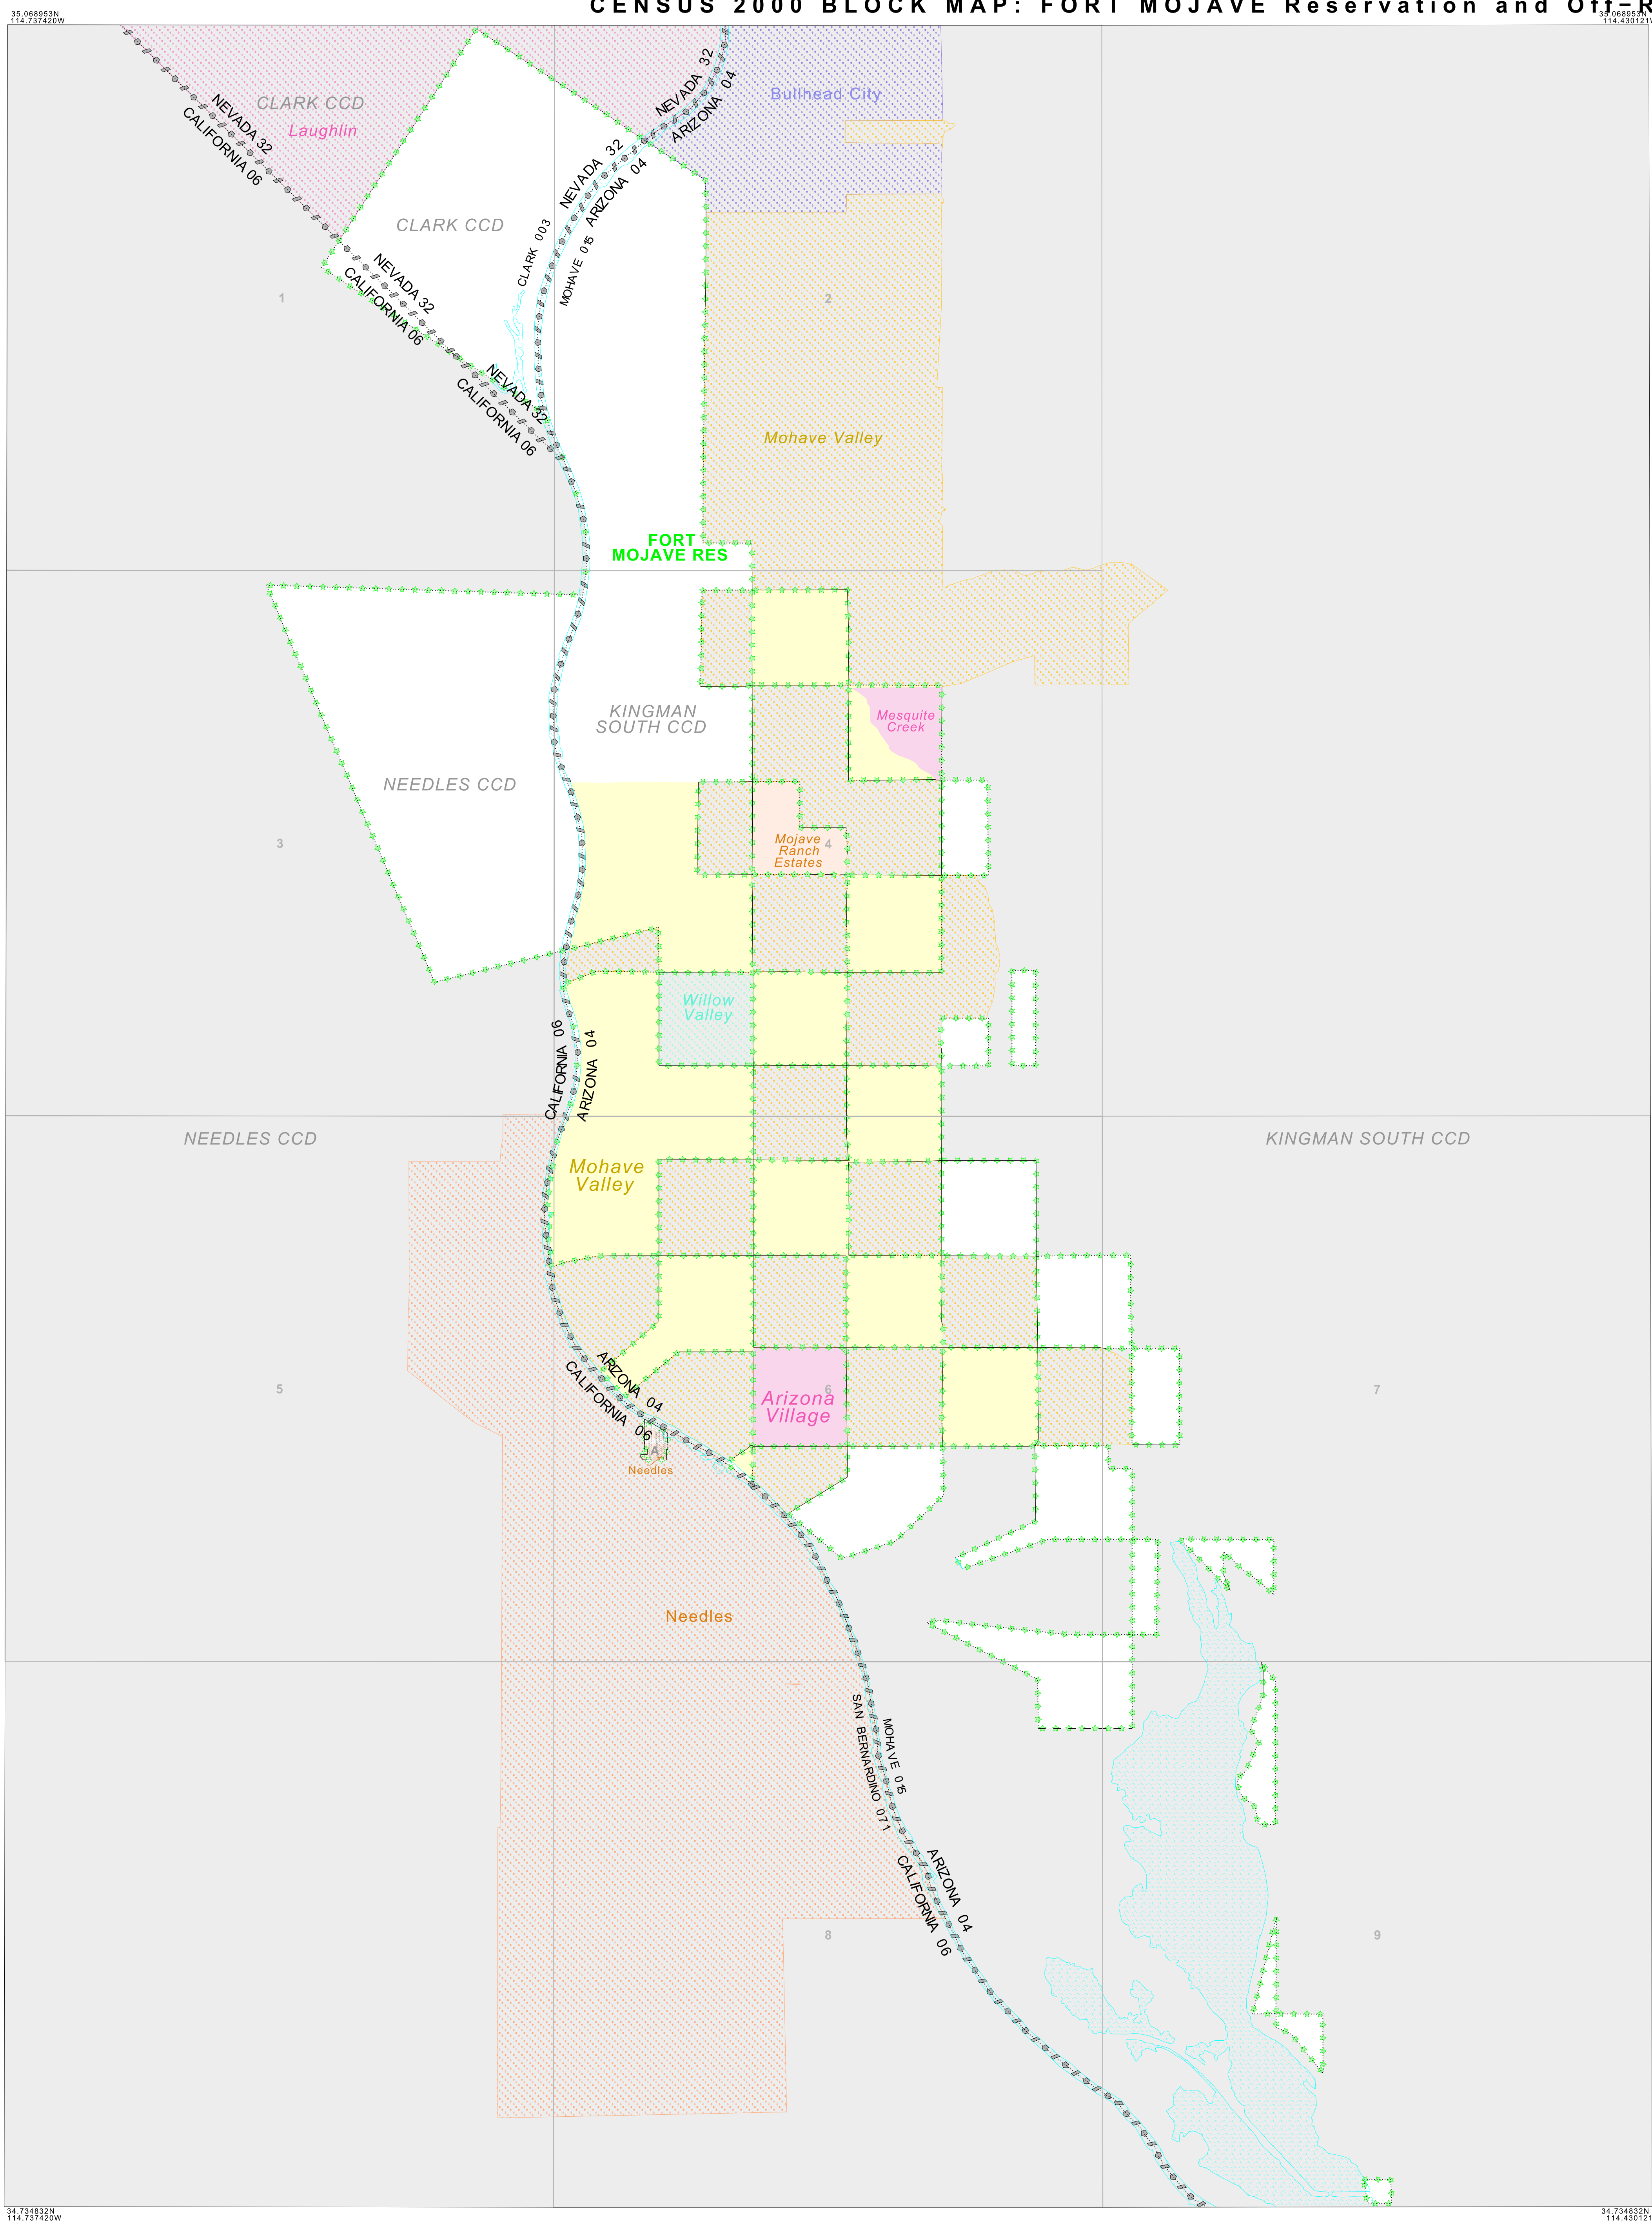 CENSUS 2000 BLOCK MAP: FORT MOJAVE Reservation and Off-R
35.068953N
114.737420W
35.068953N
114.430121W
NEVADA 32
ARIZONA 04
Bullhead City
CLARK CCD
Laughlin
NEVADA 32
CALIFORNIA 06
NEVADA 32
ARIZONA 04
CLARK CCD
CLARK 003
MOHAVE 015
NEVADA 32
CALIFORNIA 06
1
2
NEVADA 32
CALIFORNIA 06
Mohave Valley
FORT
MOJAVE RES
KINGMAN
SOUTH CCD
Mesquite
Creek
NEEDLES CCD
3
Mojave
Ranch
Estates
4
Willow
Valley
CALIFORNIA 06
ARIZONA 04
NEEDLES CCD
KINGMAN SOUTH CCD
Mohave
Valley
ARIZONA 04
CALIFORNIA 06
5
Arizona
Village
6
7
A
Needles
Needles
SAN BERNARDINO 071
MOHAVE 015
ARIZONA 04
CALIFORNIA 06
8
9
34.734832N
114.737420W
34.734832N